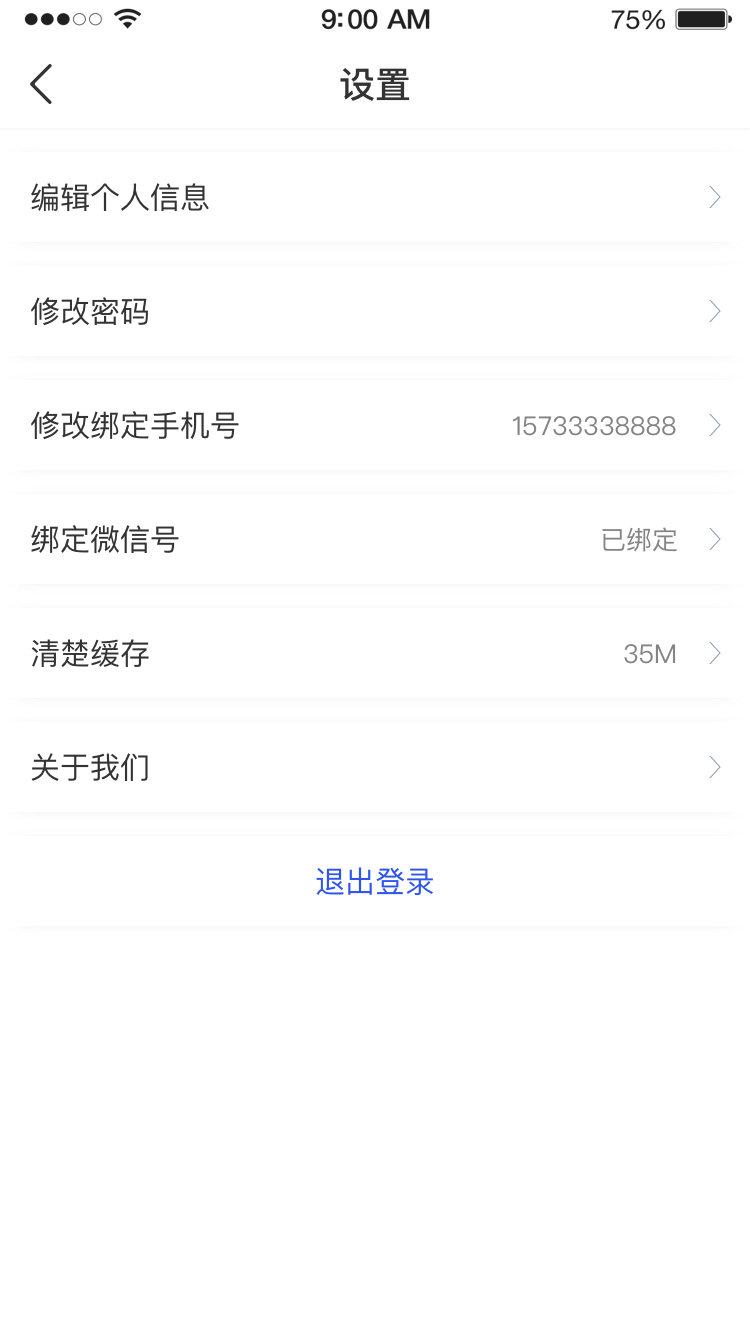 9:00 AM
75%
设置
编辑个人信息
修改密码
修改绑定手机号
15733338888
绑定微信号
已绑定
清楚缓存
35M
关于我们
退出登录